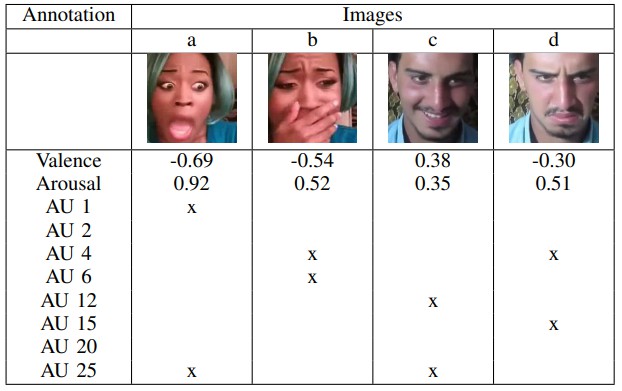 Annotation Images
a b c d
Valence -0.69 -0.54 0.38 -0.30
Arousal 0.92 0.52 0.35 0.51
AU 1 x
AU 2
AU 4 x x
AU 6 x
AU 12 x
AU 15 x
AU 20
AU 25 x x